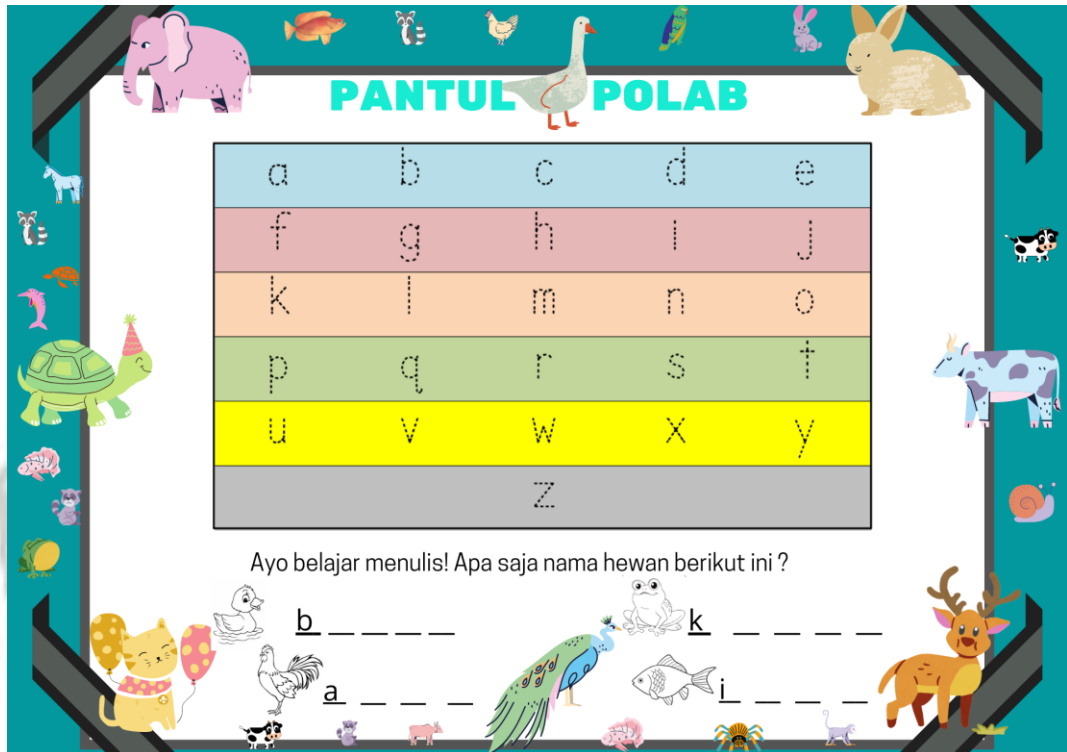 PANTUL POLAB
a b c d e
f g h i j
k l m n o
p q r s t
u v w x y
z
Ayo belajar menulis! Apa saja nama hewan berikut ini ?
b _ _ _ _ k _ _ _ _
a _ _ _ i _ _ _